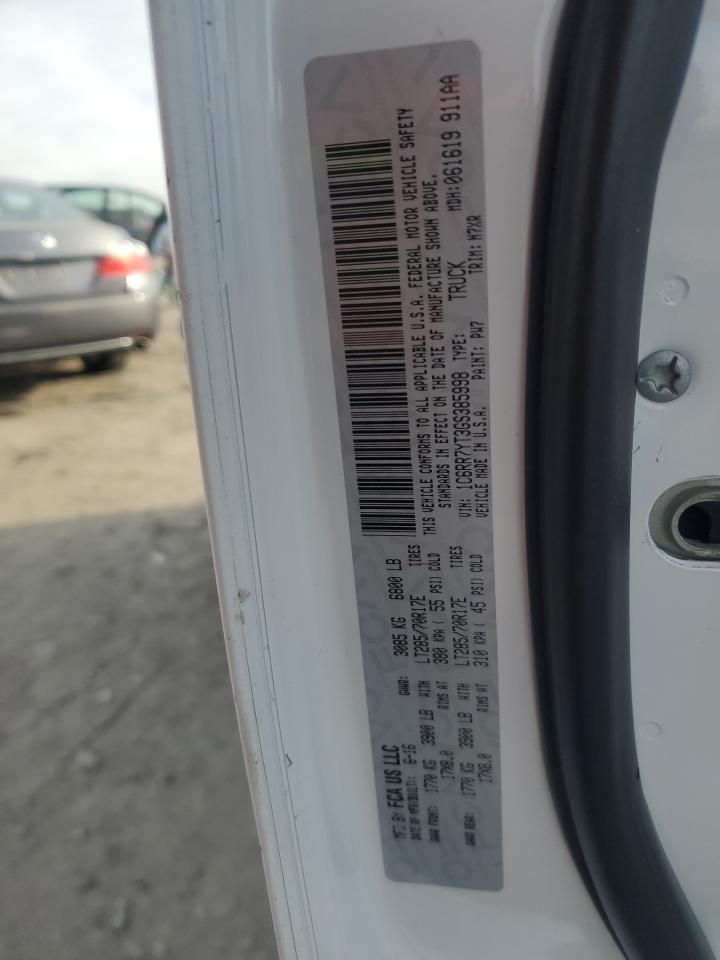 MFD BY FCA US LLC
DATE OF MFR(BUILT): 6-16 GVWR: 3085 KG 6800 LB
GAWR FRONT: 1770 KG 3900 LB WITH LT285/70R17E TIRES
17X8.0 RIMS AT 380 KPA ( 55 PSI) COLD
GAWR REAR: 1770 KG 3900 LB WITH LT285/70R17E TIRES
17X8.0 RIMS AT 310 KPA ( 45 PSI) COLD
THIS VEHICLE CONFORMS TO ALL APPLICABLE U.S.A. FEDERAL MOTOR VEHICLE SAFETY
STANDARDS IN EFFECT ON THE DATE OF MANUFACTURE SHOWN ABOVE.
VIN: 1C6RR7YT3GS385998 TYPE: TRUCK MDH:061619 911AA
VEHICLE MADE IN U.S.A. PAINT: PW7 TRIM: N7XR